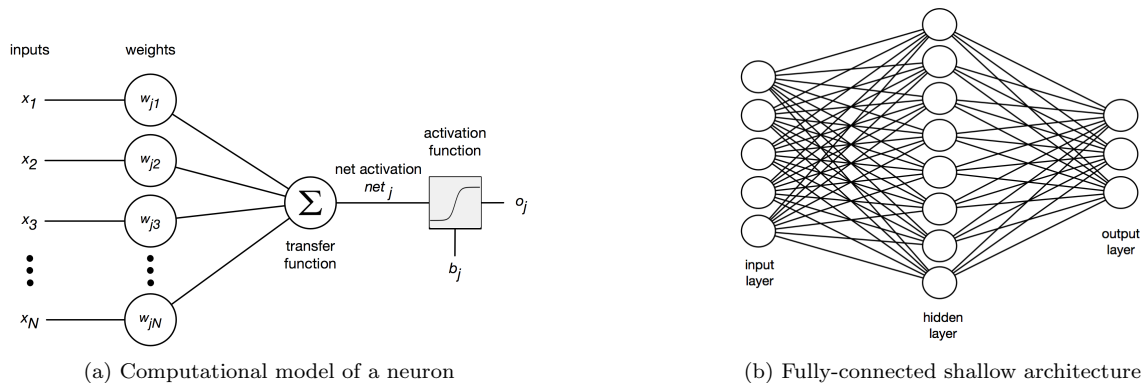 inputs
weights
x1
wj1
x2
wj2
x3
wj3
xN
wjN
Σ
transfer
function
net activation
net j
activation
function
oj
bj
(a) Computational model of a neuron
input
layer
hidden
layer
output
layer
(b) Fully-connected shallow architecture